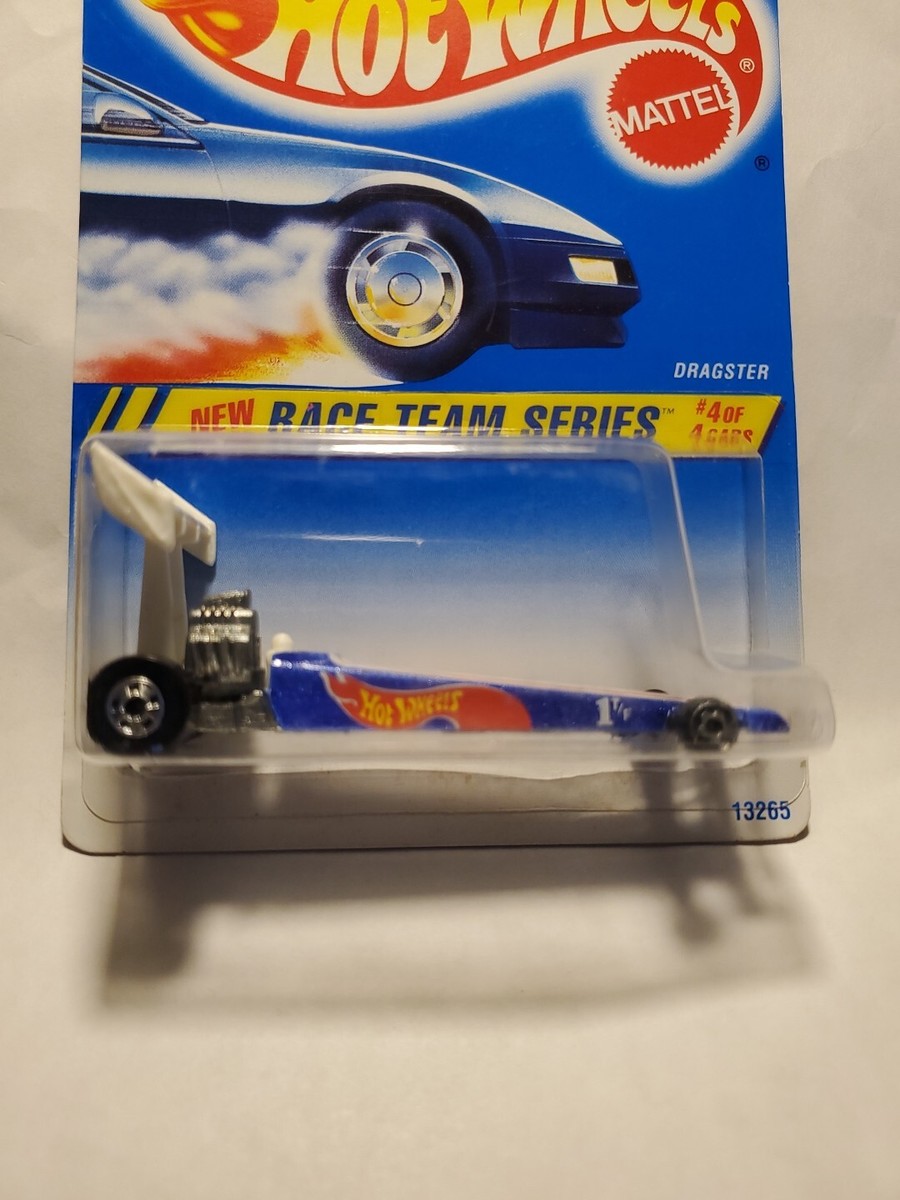 HOT WHEELS
®
MATTEL
®
DRAGSTER
NEW RACE TEAM SERIES™ #4 OF
4 CARS
HOT WHEELS
13265